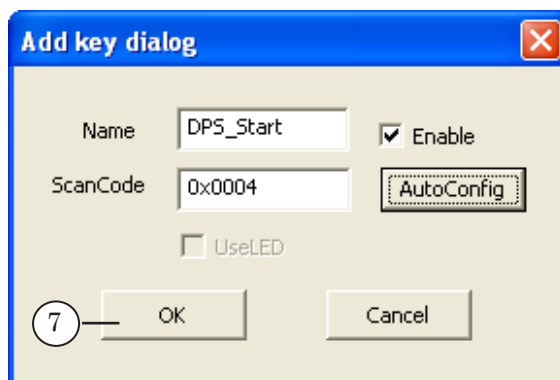 Add key dialog
Name DPS_Start Enable
ScanCode 0x0004 AutoConfig
UseLED
7 OK Cancel